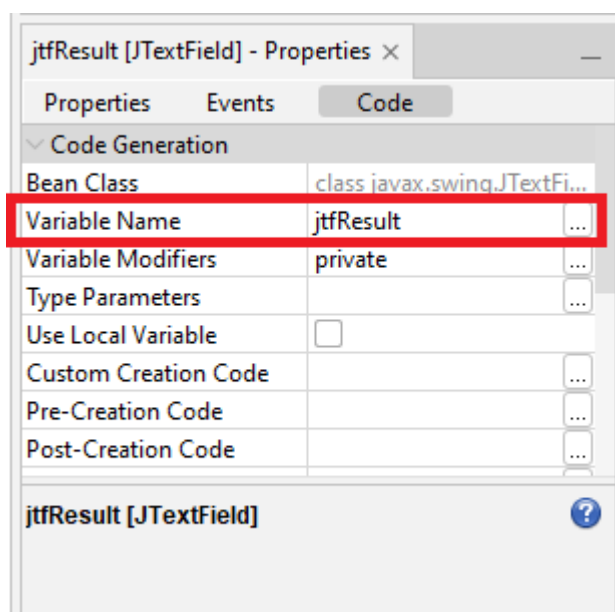 jtfResult [JTextField] - Properties ×
Properties Events Code
Code Generation
Bean Class class javax.swing.JTextFi...
Variable Name jtfResult ...
Variable Modifiers private ...
Type Parameters ...
Use Local Variable
Custom Creation Code ...
Pre-Creation Code ...
Post-Creation Code ...
jtfResult [JTextField] ?